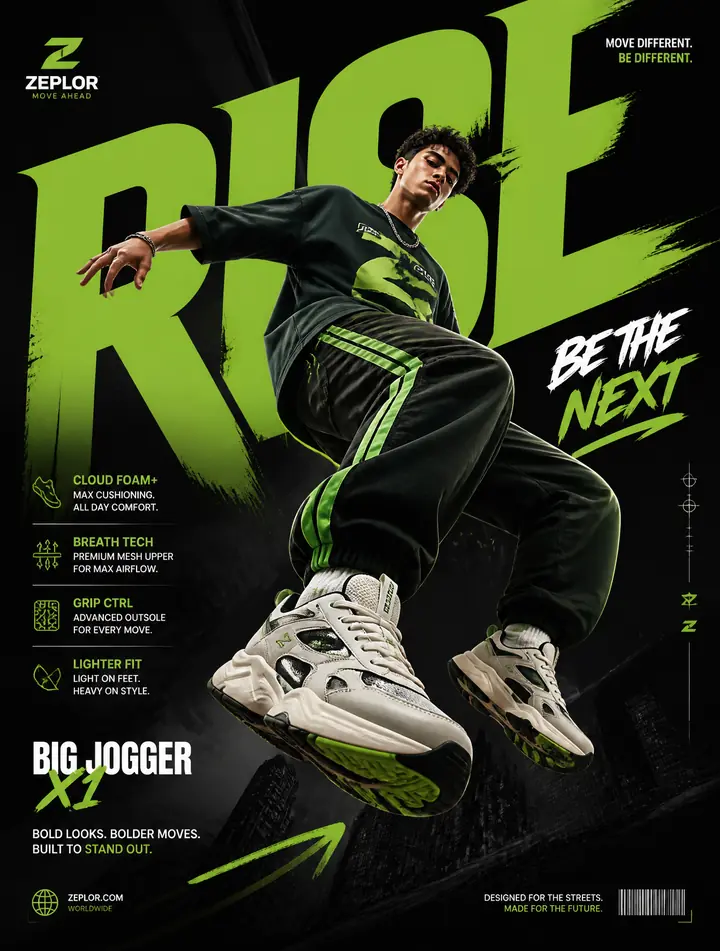 ZEPLOR
MOVE AHEAD
MOVE DIFFERENT.
BE DIFFERENT.
RISE
BE THE
NEXT
CLOUD FOAM+
MAX CUSHIONING.
ALL DAY COMFORT.
BREATH TECH
PREMIUM MESH UPPER
FOR MAX AIRFLOW.
GRIP CTRL
ADVANCED OUTSOLE
FOR EVERY MOVE.
LIGHTER FIT
LIGHT ON FEET.
HEAVY ON STYLE.
BIG JOGGER
X1
BOLD LOOKS. BOLDER MOVES.
BUILT TO STAND OUT.
ZEPLOR.COM
WORLDWIDE
DESIGNED FOR THE STREETS.
MADE FOR THE FUTURE.